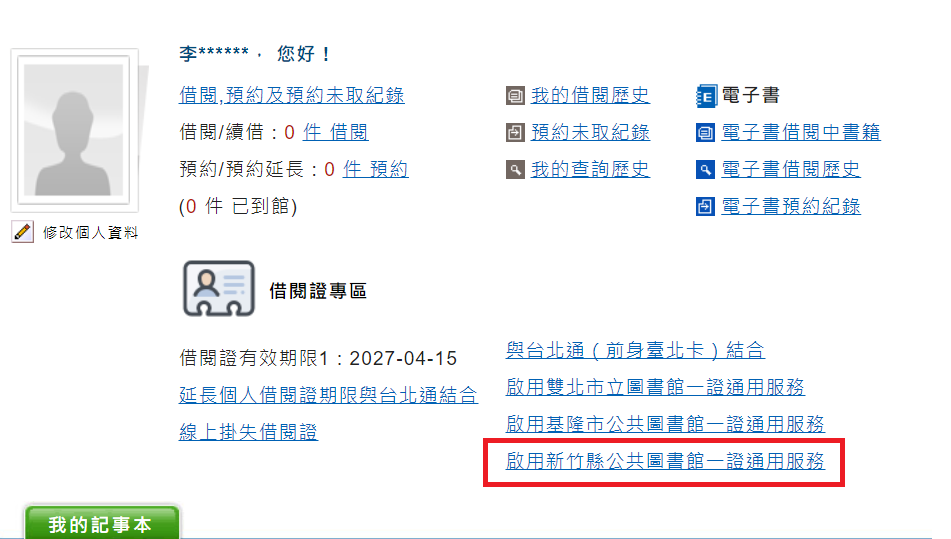 李******， 您好！
借閱,預約及預約未取紀錄
借閱/續借：0 件 借閱
預約/預約延長：0 件 預約
(0 件 已到館)
我的借閱歷史
預約未取紀錄
我的查詢歷史
E 電子書
電子書借閱中書籍
電子書借閱歷史
電子書預約紀錄
修改個人資料
借閱證專區
借閱證有效期限1：2027-04-15
延長個人借閱證期限與台北通結合
線上掛失借閱證
與台北通（前身臺北卡）結合
啟用雙北市立圖書館一證通用服務
啟用基隆市公共圖書館一證通用服務
啟用新竹縣公共圖書館一證通用服務
我的記事本